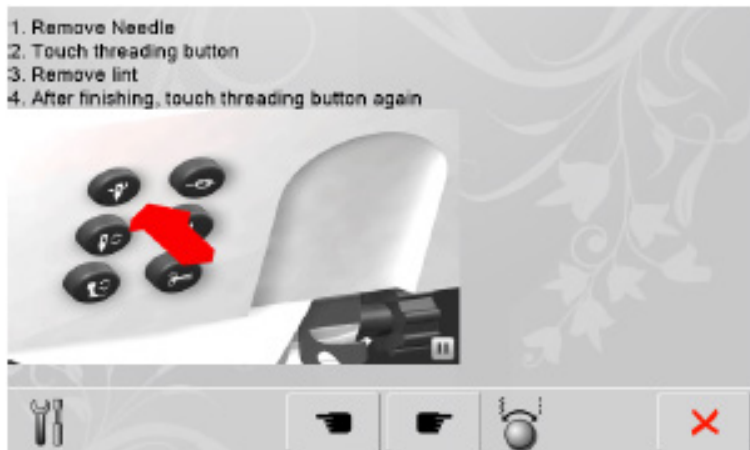 1. Remove Needle
2. Touch threading button
3. Remove lint
4. After finishing, touch threading button again